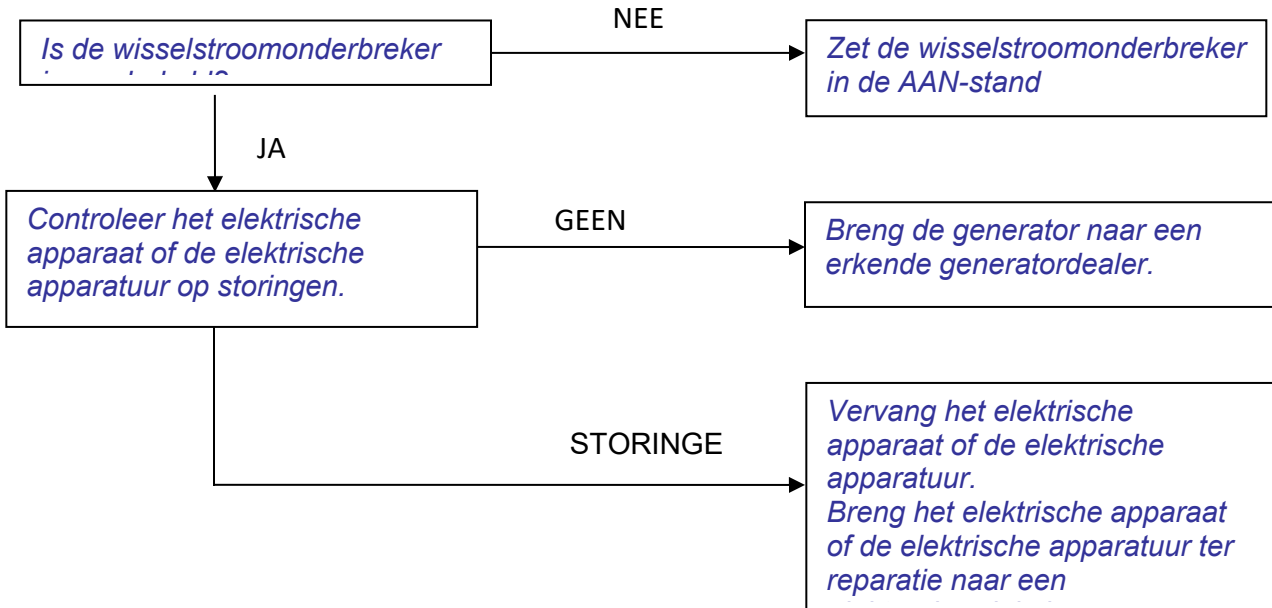 NEE
Is de wisselstroomonderbreker
Zet de wisselstroomonderbreker
in de AAN-stand
JA
Controleer het elektrische
apparaat of de elektrische
apparatuur op storingen.
GEEN
Breng de generator naar een
erkende generatordealer.
STORINGE
Vervang het elektrische
apparaat of de elektrische
apparatuur.
Breng het elektrische apparaat
of de elektrische apparatuur ter
reparatie naar een